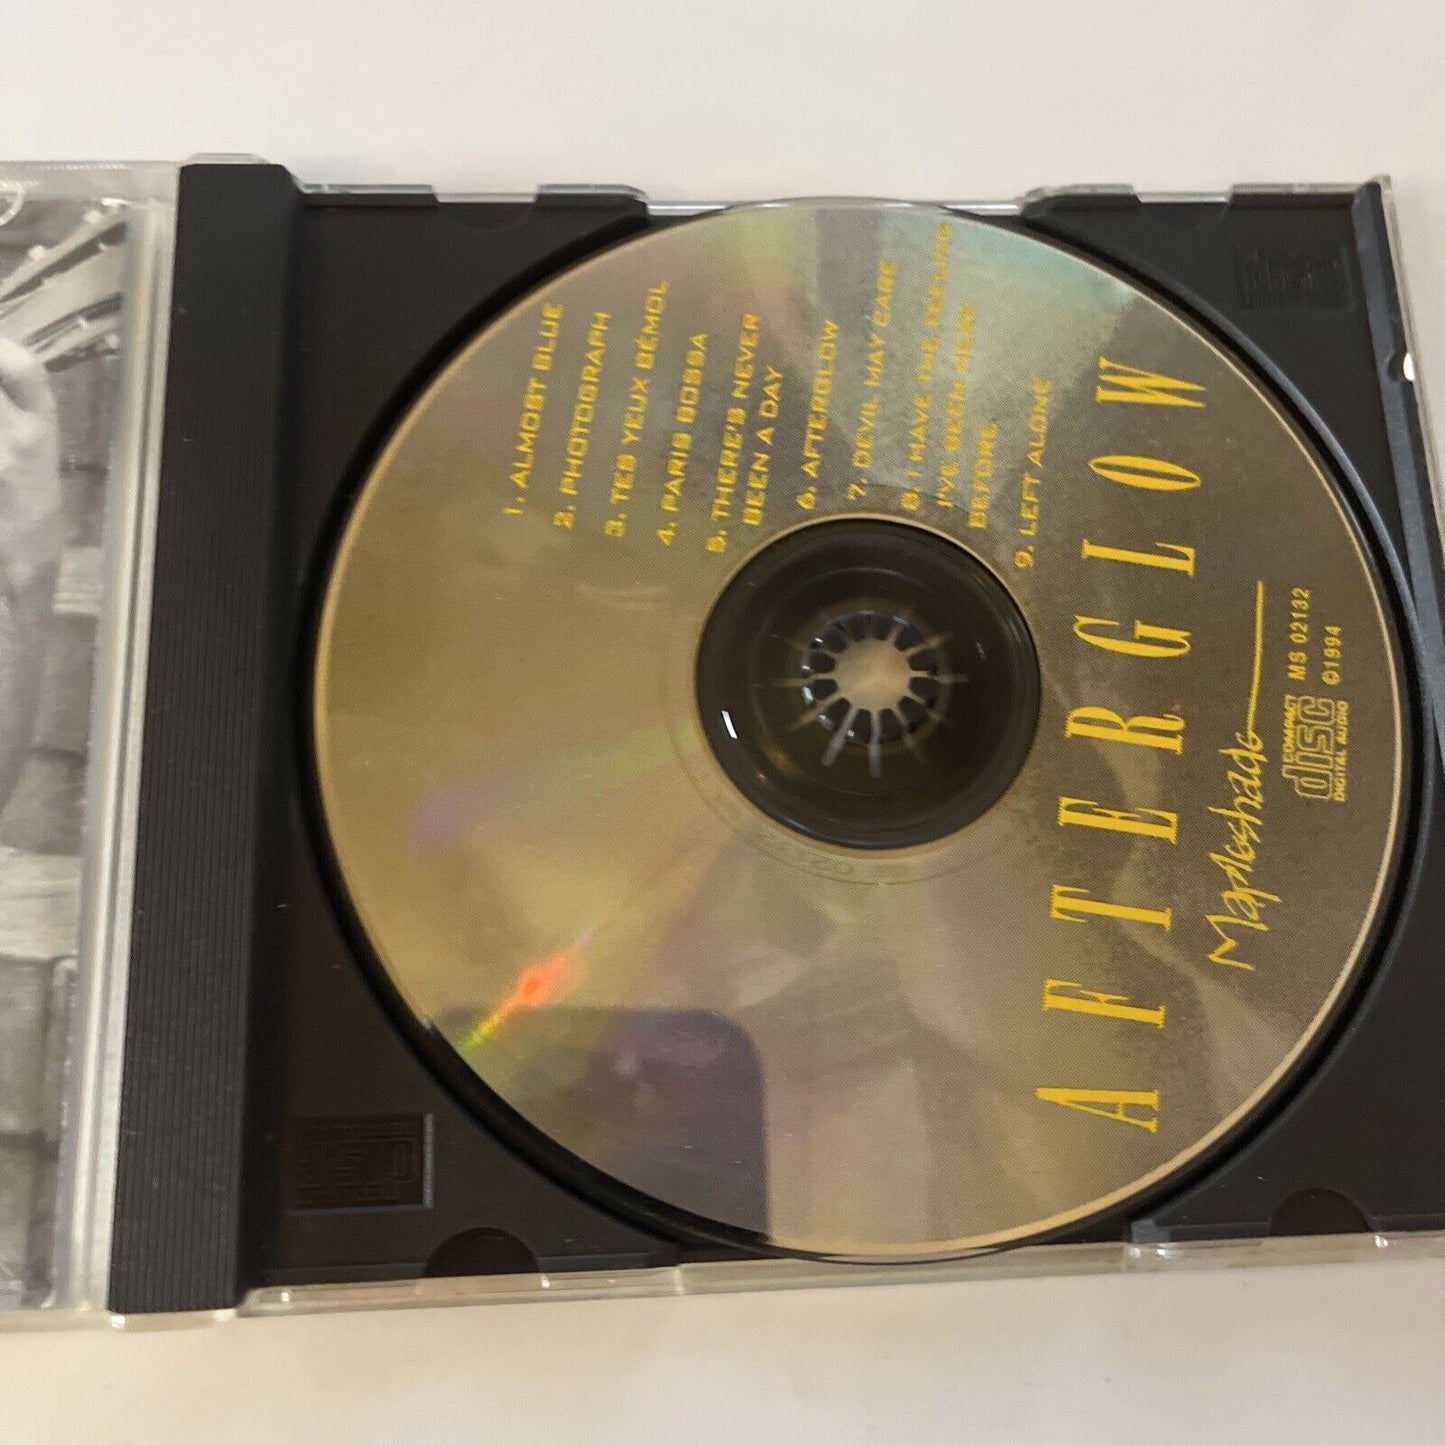 1. ALMOST BLUE
2. PHOTOGRAPH
3. TES YEUX BÉMOL
4. PARIS BOSSA
5. THERE'S NEVER
BEEN A DAY
6. AFTERGLOW
7. DEVIL MAY CARE
8. I HAVE THE FEELING
I'VE BEEN HERE
BEFORE
9. LEFT ALONE
AFTERGLOW
Mapleshade
COMPACT
disc
DIGITAL AUDIO
MS 02132
©1994